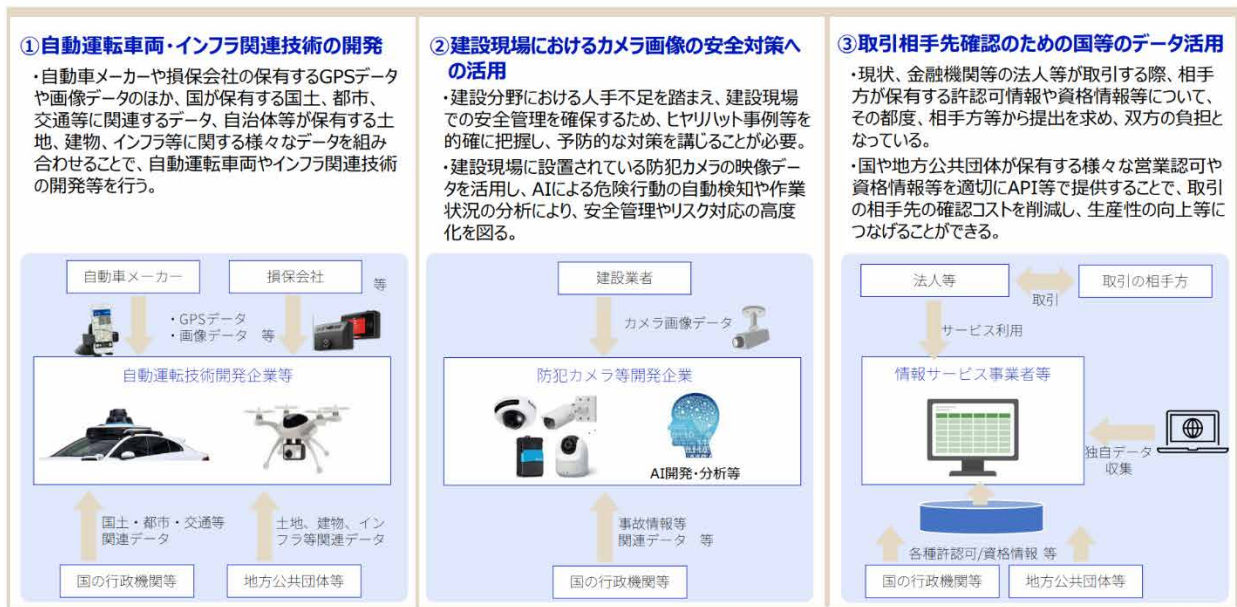 ①自動運転車両・インフラ関連技術の開発
・自動車メーカーや損保会社の保有するGPSデータ
や画像データのほか、国が保有する国土、都市、
交通等に関連するデータ、自治体等が保有する土
地、建物、インフラ等に関する様々なデータを組み
合わせることで、自動運転車両やインフラ関連技術
の開発等を行う。
自動車メーカー
損保会社
等
・GPSデータ
・画像データ 等
自動運転技術開発企業等
国土・都市・交通等
関連データ
土地、建物、イン
フラ等関連データ
国の行政機関等
地方公共団体等
②建設現場におけるカメラ画像の安全対策へ
の活用
・建設分野における人手不足を踏まえ、建設現場
での安全管理を確保するため、ヒヤリハット事例等を
的確に把握し、予防的な対策を講じることが必要。
・建設現場に設置されている防犯カメラの映像デー
タを活用し、AIによる危険行動の自動検知や作業
状況の分析により、安全管理やリスク対応の高度
化を図る。
建設業者
カメラ画像データ
防犯カメラ等開発企業
AI開発・分析等
事故情報等
関連データ 等
国の行政機関等
③取引相手先確認のための国等のデータ活用
・現状、金融機関等の法人等が取引する際、相手
方が保有する許認可情報や資格情報等について、
その都度、相手方等から提出を求め、双方の負担と
なっている。
・国や地方公共団体が保有する様々な営業認可や
資格情報等を適切にAPI等で提供することで、取引
の相手先の確認コストを削減し、生産性の向上等に
つなげることができる。
法人等
取引
取引の相手方
サービス利用
情報サービス事業者等
独自データ
収集
各種許認可/資格情報 等
国の行政機関等
地方公共団体等